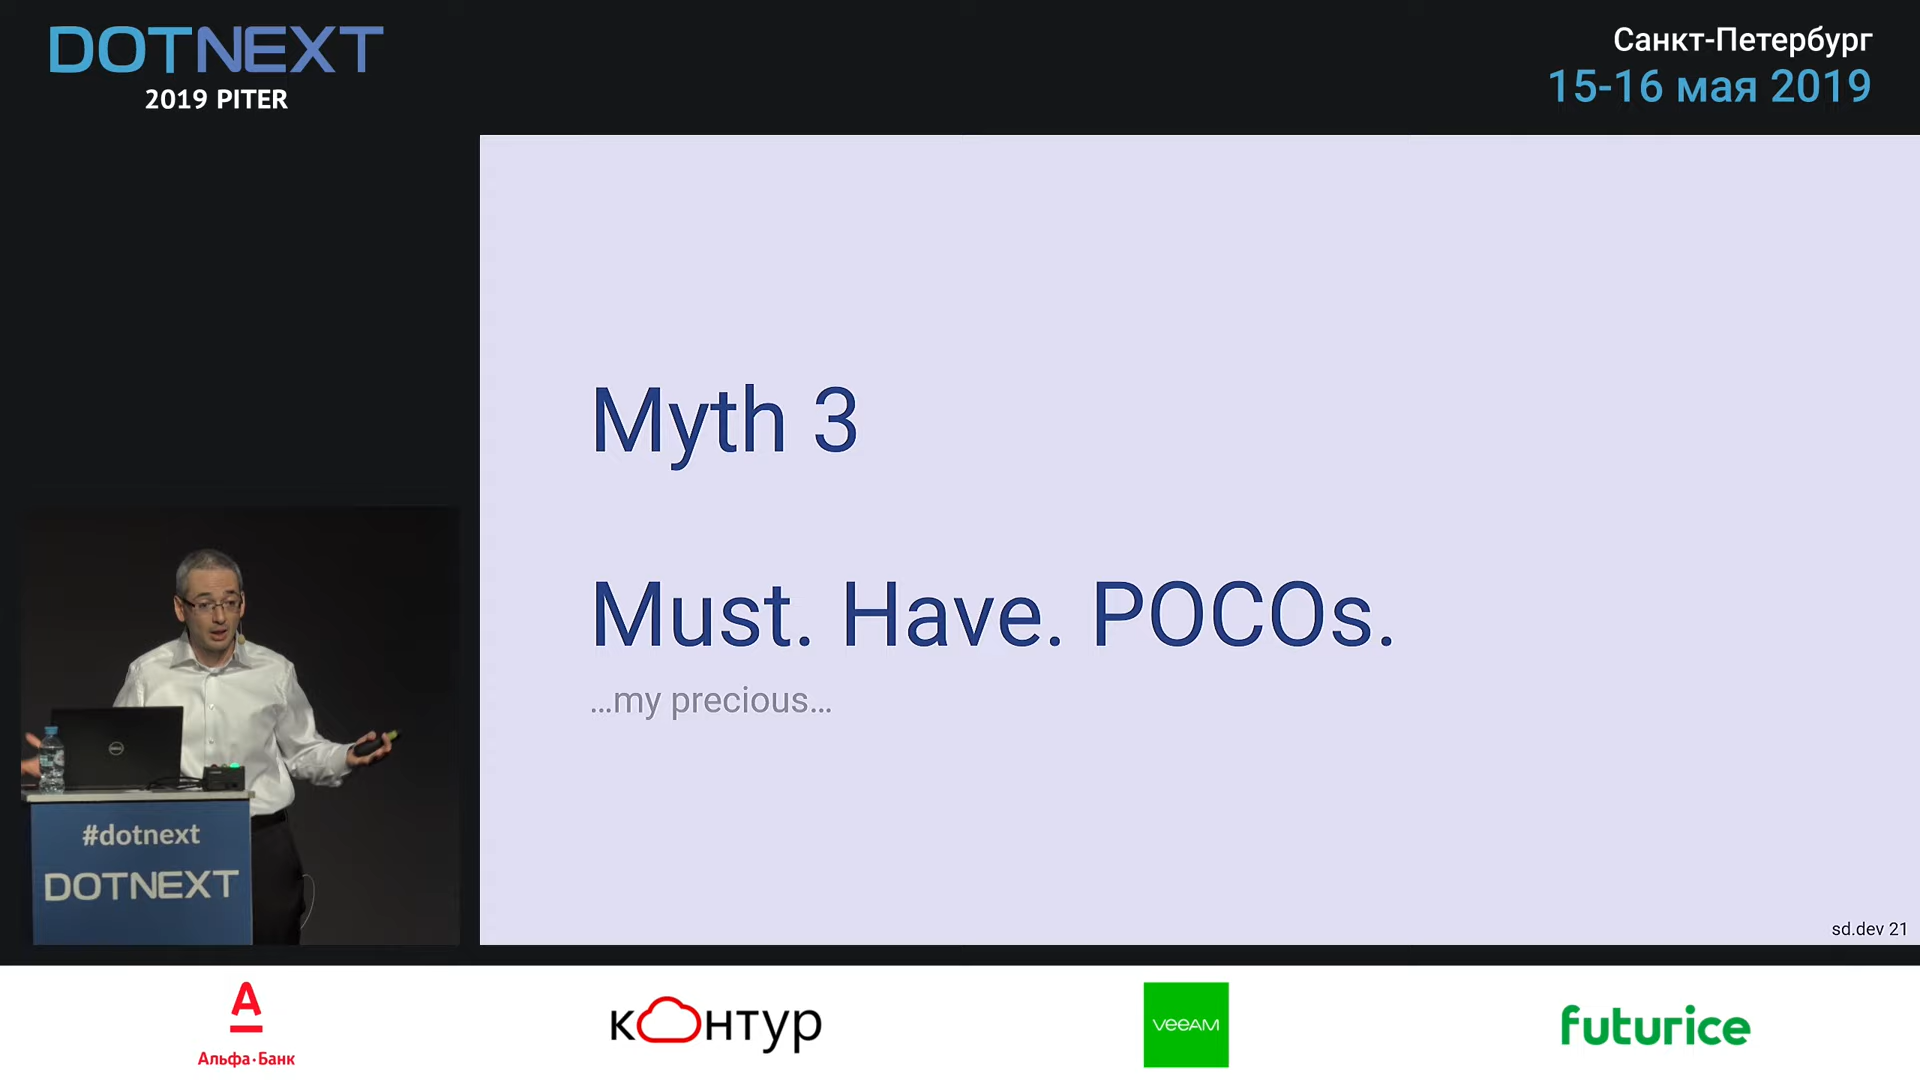 DOTNEXT
2019 PITER
Санкт-Петербург
15-16 мая 2019
Myth 3
Must. Have. POCOs.
...my precious...
sd.dev 21
#dotnext
DOTNEXT
DELL
А
Альфа·Банк
контур
veeAM
futurice